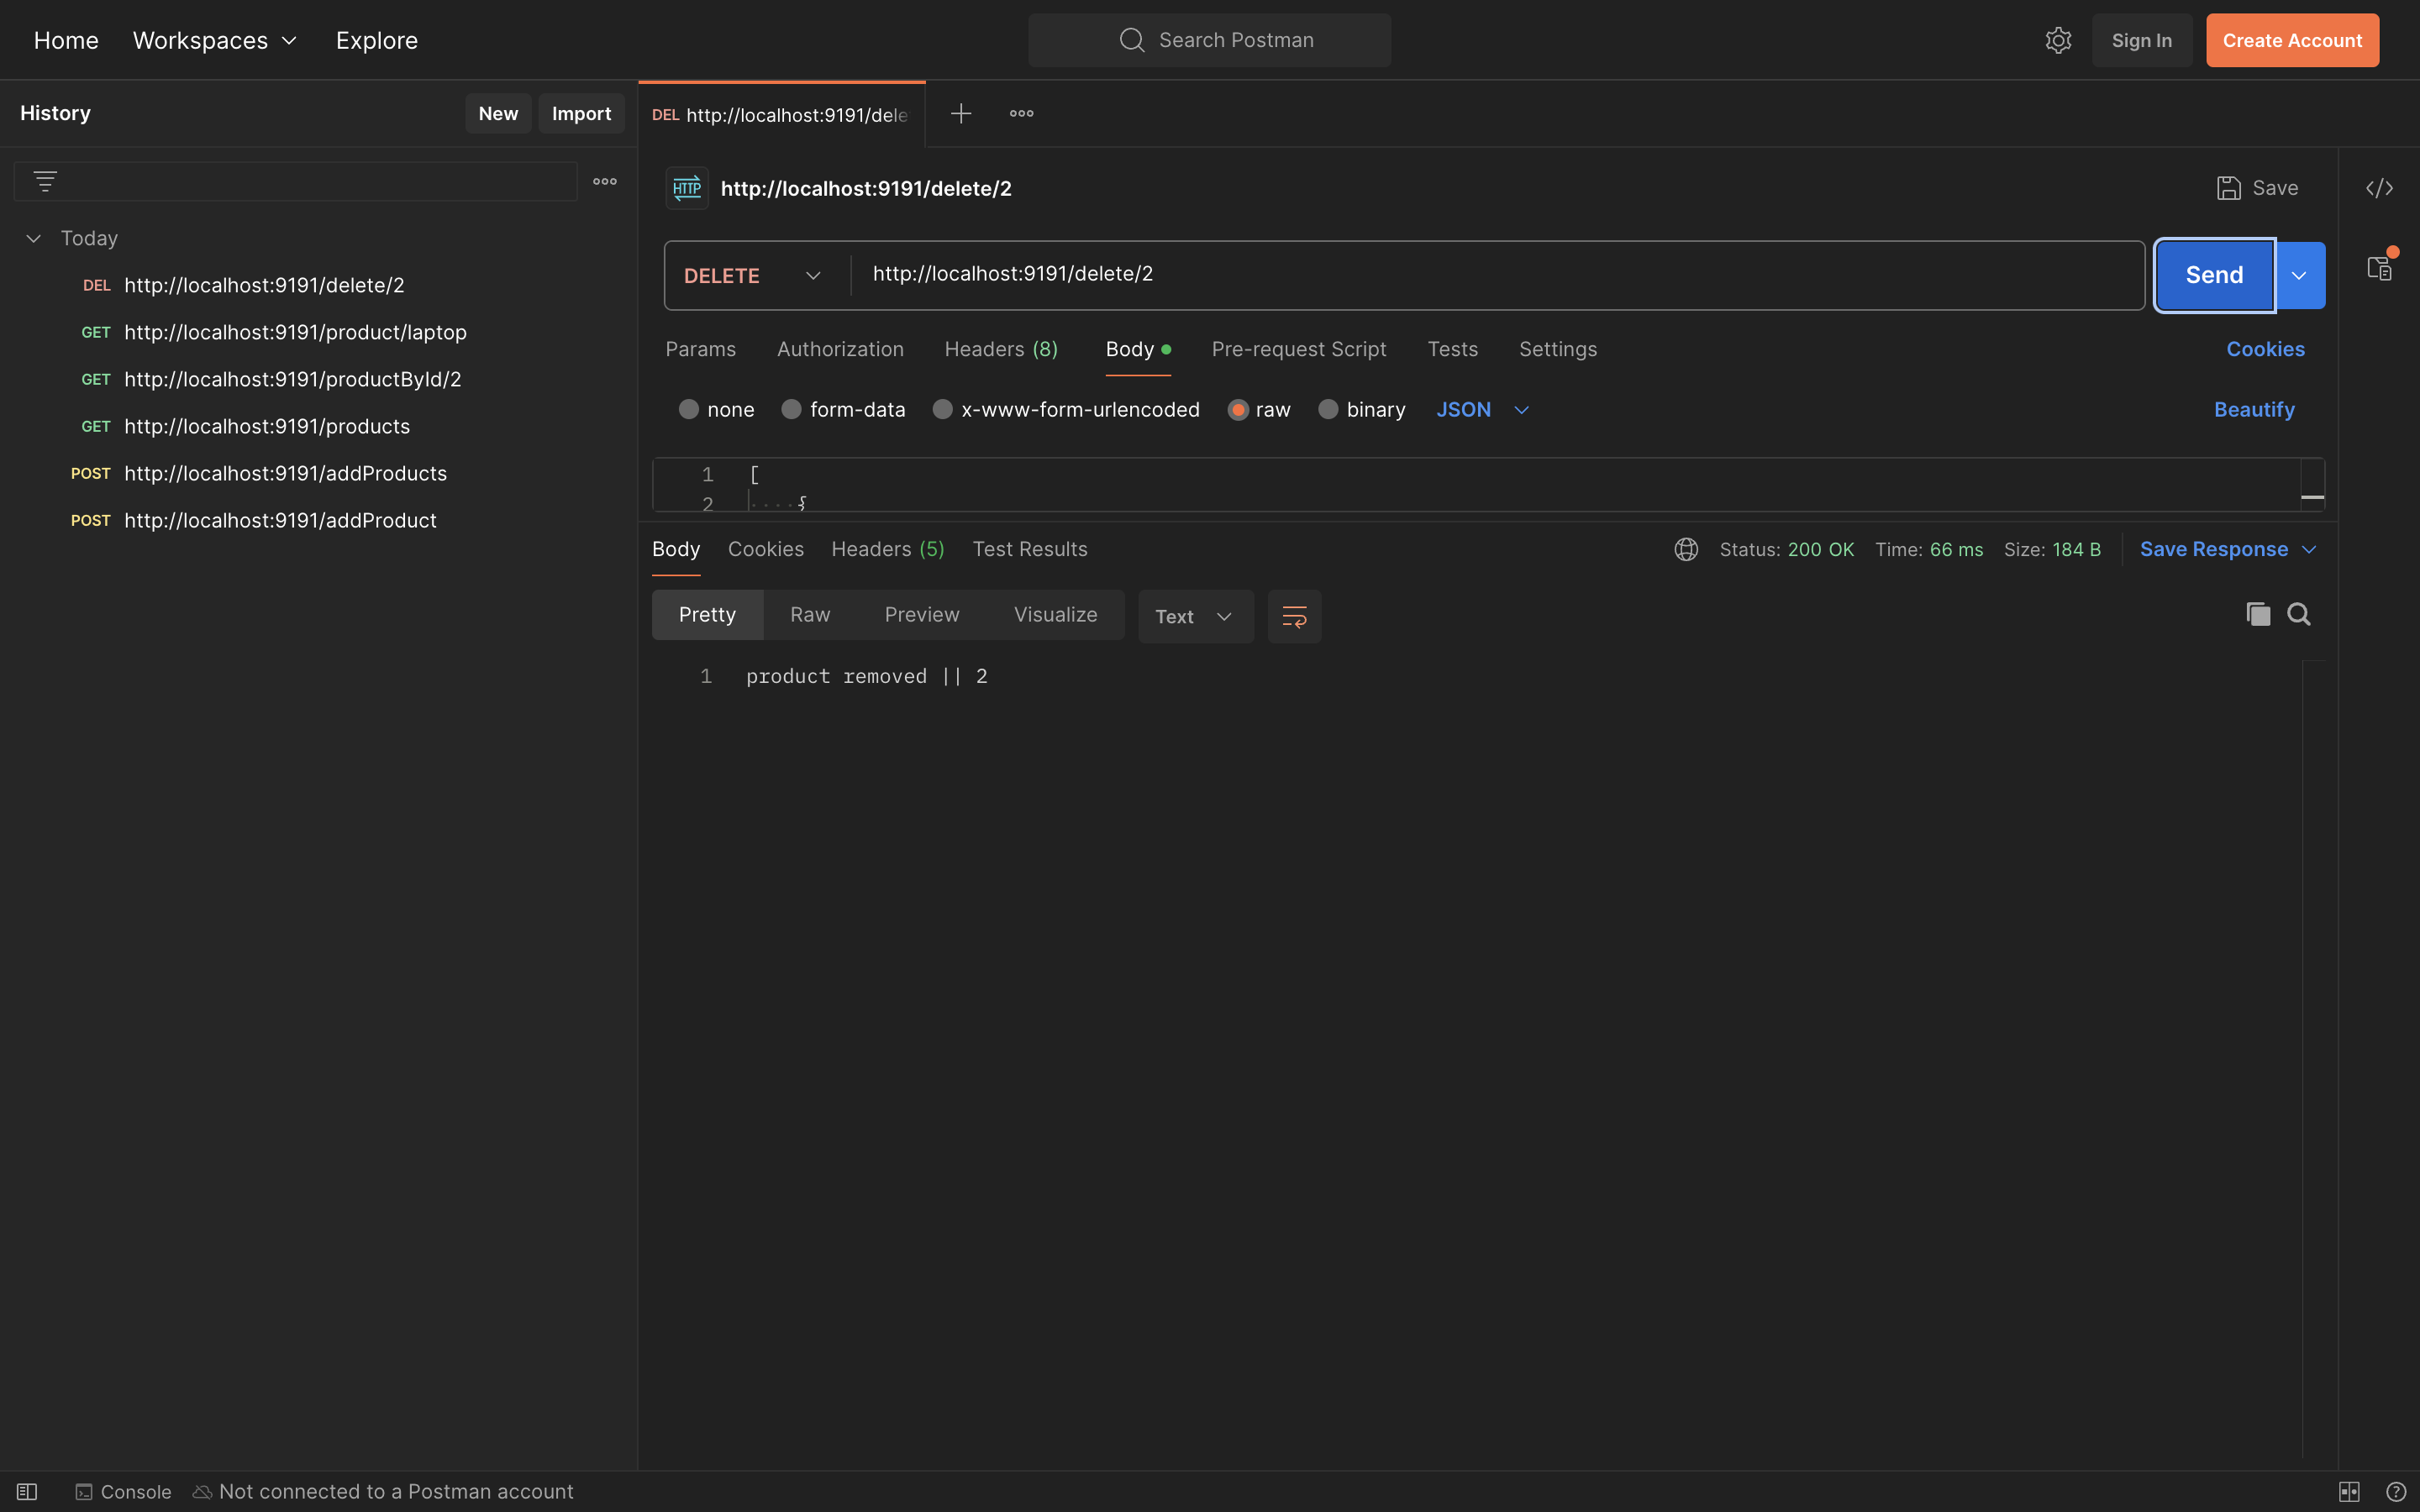 Home Workspaces Explore Search Postman Sign In Create Account
History New Import
DEL http://localhost:9191/dele
HTTP http://localhost:9191/delete/2 Save
Today
DEL http://localhost:9191/delete/2
GET http://localhost:9191/product/laptop
GET http://localhost:9191/productById/2
GET http://localhost:9191/products
POST http://localhost:9191/addProducts
POST http://localhost:9191/addProduct
DELETE http://localhost:9191/delete/2 Send
Params Authorization Headers (8) Body Pre-request Script Tests Settings Cookies
none form-data x-www-form-urlencoded raw binary JSON Beautify
1 [
2 {
Body Cookies Headers (5) Test Results Status: 200 OK Time: 66 ms Size: 184 B Save Response
Pretty Raw Preview Visualize Text
1 product removed || 2
Console Not connected to a Postman account